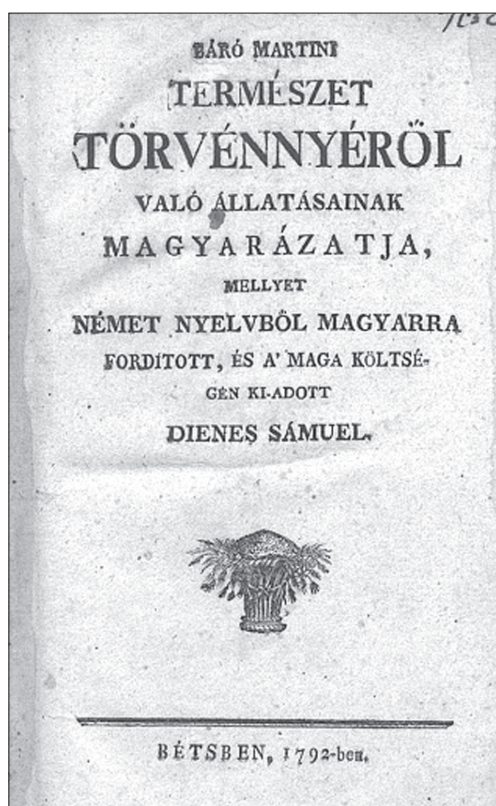 BÁRÓ MARTINI
TERMÉSZET
TÖRVÉNNYÉRŐL
VALÓ ÁLLATÁSAINAK
MAGYARÁZATJA,
MELLYET
NÉMET NYELVBŐL MAGYARRA
FORDÍTOTT, ÉS A' MAGA KÖLTSÉ-
GÉN KI-ADOTT
DIENES SÁMUEL.
BÉTSBEN, 1792-ben.